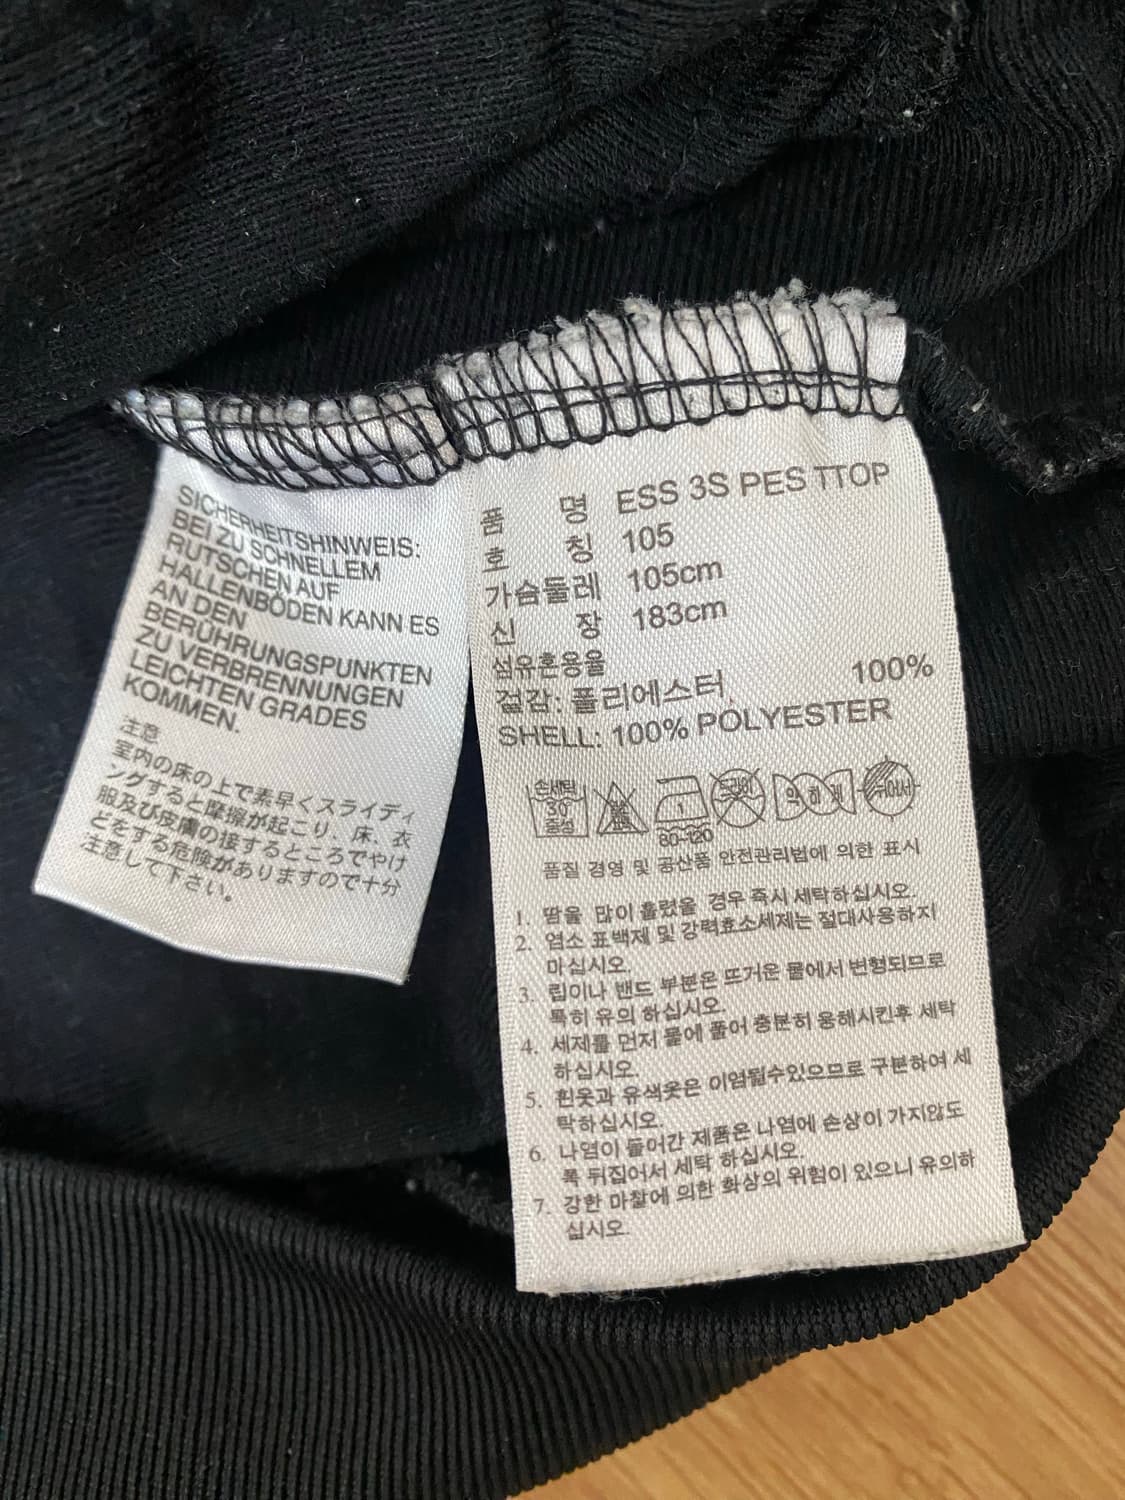 SICHERHEITSHINWEIS:
BEI ZU SCHNELLEM
RUTSCHEN AUF
HALLENBÖDEN KANN ES
AN DEN
BERÜHRUNGSPUNKTEN
ZU VERBRENNUNGEN
LEICHTEN GRADES
KOMMEN.
注意
室内の床の上で素早くスライディ
ングすると摩擦が起こり、床、衣
服及び皮膚の接するところでやけ
どをする危険がありますので十分
注意して下さい。
품 명 ESS 3S PES TTOP
호 칭 105
가슴둘레 105cm
신 장 183cm
섬유혼용율
겉감: 폴리에스터 100%
SHELL: 100% POLYESTER
손세탁
30
중성
1
80-120
품질 경영 및 공산품 안전관리법에 의한 표시
1. 땀을 많이 흘렸을 경우 즉시 세탁하십시오.
2. 염소 표백제 및 강력효소세제는 절대사용하지
마십시오.
3. 립이나 밴드 부분은 뜨거운 물에서 변형되므로
특히 유의 하십시오.
4. 세제를 먼저 물에 풀어 충분히 용해시킨후 세탁
하십시오.
5. 흰옷과 유색옷은 이염될수있으므로 구분하여 세
탁하십시오.
6. 나염이 들어간 제품은 나염에 손상이 가지않도
록 뒤집어서 세탁 하십시오.
7. 강한 마찰에 의한 화상의 위험이 있으니 유의하
십시오.